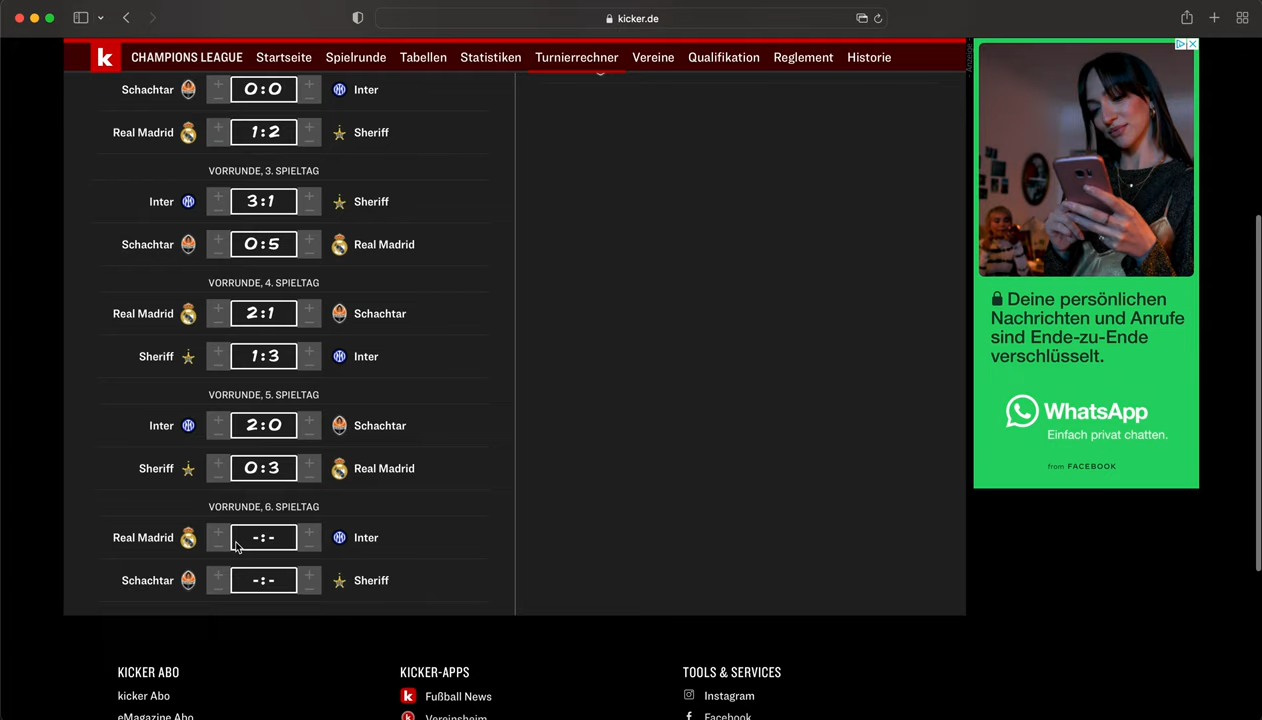 kicker.de
k CHAMPIONS LEAGUE Startseite Spielrunde Tabellen Statistiken Turnierrechner Vereine Qualifikation Reglement Historie
Anzeige
Schachtar + - 0:0 + - Inter
Real Madrid + - 1:2 + - Sheriff
VORRUNDE, 3. SPIELTAG
Inter + - 3:1 + - Sheriff
Schachtar + - 0:5 + - Real Madrid
VORRUNDE, 4. SPIELTAG
Real Madrid + - 2:1 + - Schachtar
Sheriff + - 1:3 + - Inter
VORRUNDE, 5. SPIELTAG
Inter + - 2:0 + - Schachtar
Sheriff + - 0:3 + - Real Madrid
VORRUNDE, 6. SPIELTAG
Real Madrid + - -:- + - Inter
Schachtar + - -:- + - Sheriff
Deine persönlichen
Nachrichten und Anrufe
sind Ende-zu-Ende
verschlüsselt.
WhatsApp
Einfach privat chatten.
from FACEBOOK
KICKER ABO
kicker Abo
eMagazine Abo
KICKER-APPS
k Fußball News
Vereinsheim
TOOLS & SERVICES
Instagram
Facebook